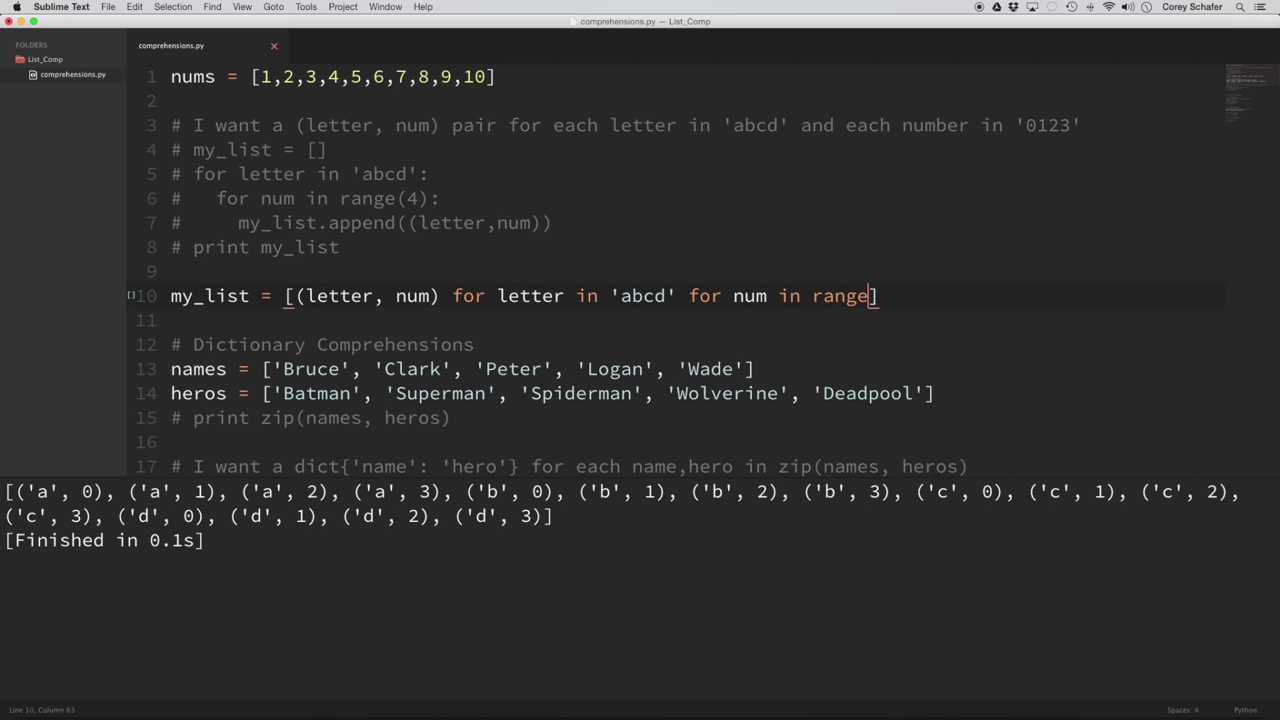 Sublime Text File Edit Selection Find View Goto Tools Project Window Help Corey Schafer
comprehensions.py — List_Comp
FOLDERS
List_Comp
comprehensions.py
comprehensions.py ×
1 nums = [1,2,3,4,5,6,7,8,9,10]
2
3 # I want a (letter, num) pair for each letter in 'abcd' and each number in '0123'
4 # my_list = []
5 # for letter in 'abcd':
6 #   for num in range(4):
7 #     my_list.append((letter,num))
8 # print my_list
9
10 my_list = [(letter, num) for letter in 'abcd' for num in range]
11
12 # Dictionary Comprehensions
13 names = ['Bruce', 'Clark', 'Peter', 'Logan', 'Wade']
14 heros = ['Batman', 'Superman', 'Spiderman', 'Wolverine', 'Deadpool']
15 # print zip(names, heros)
16
17 # I want a dict{'name': 'hero'} for each name,hero in zip(names, heros)
[('a', 0), ('a', 1), ('a', 2), ('a', 3), ('b', 0), ('b', 1), ('b', 2), ('b', 3), ('c', 0), ('c', 1), ('c', 2),
('c', 3), ('d', 0), ('d', 1), ('d', 2), ('d', 3)]
[Finished in 0.1s]
Line 10, Column 63 Spaces: 4 Python